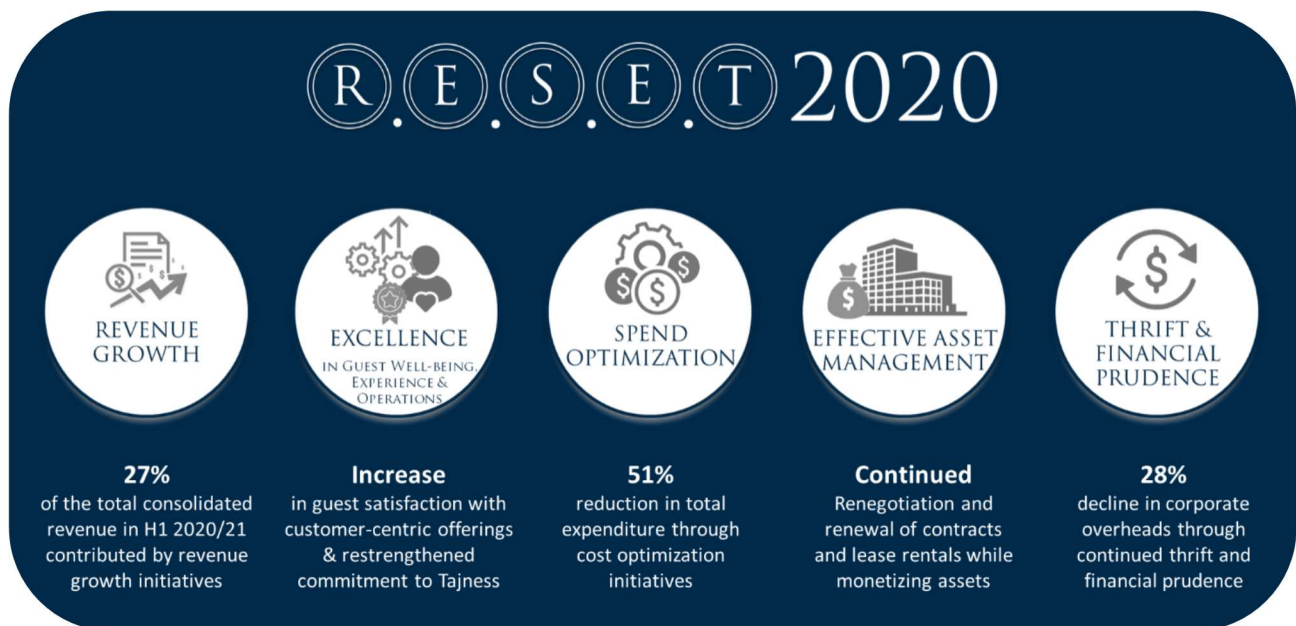 R.E.S.E.T 2020
REVENUE
GROWTH
EXCELLENCE
IN GUEST WELL-BEING,
EXPERIENCE &
OPERATIONS
SPEND
OPTIMIZATION
EFFECTIVE ASSET
MANAGEMENT
THRIFT &
FINANCIAL
PRUDENCE
27%
of the total consolidated
revenue in H1 2020/21
contributed by revenue
growth initiatives
Increase
in guest satisfaction with
customer-centric offerings
& restrengthened
commitment to Tajness
51%
reduction in total
expenditure through
cost optimization
initiatives
Continued
Renegotiation and
renewal of contracts
and lease rentals while
monetizing assets
28%
decline in corporate
overheads through
continued thrift and
financial prudence